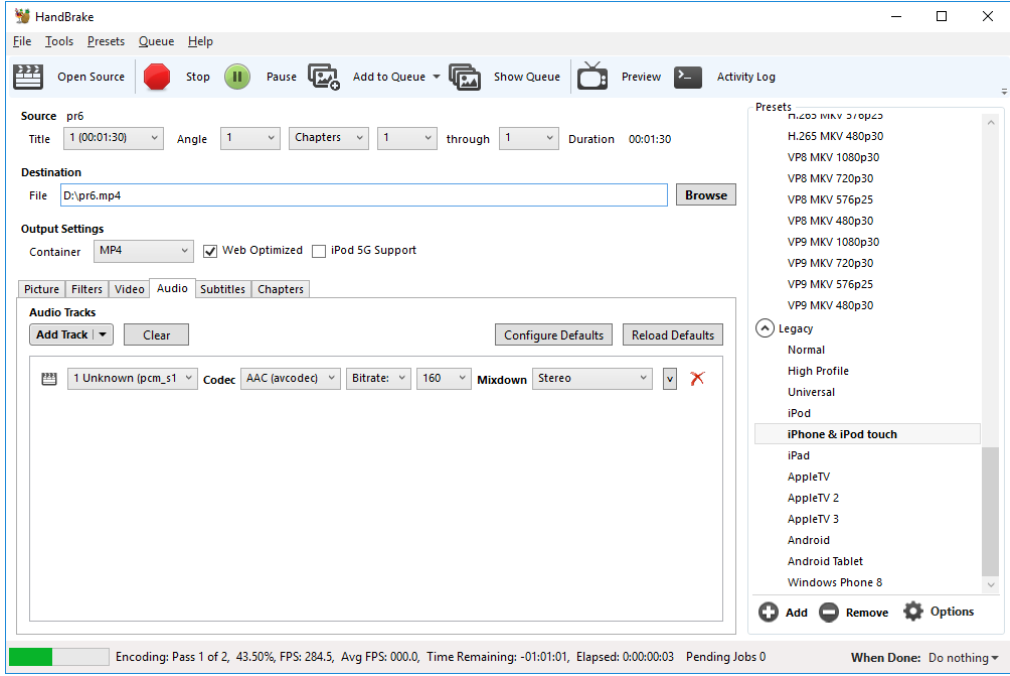 HandBrake
File Tools Presets Queue Help
Open Source Stop Pause Add to Queue Show Queue Preview Activity Log
Source pr6
Title 1 (00:01:30) Angle 1 Chapters 1 through 1 Duration 00:01:30
Destination
File D:\pr6.mp4 Browse
Output Settings
Container MP4 Web Optimized iPod 5G Support
Picture Filters Video Audio Subtitles Chapters
Audio Tracks
Add Track Clear Configure Defaults Reload Defaults
1 Unknown (pcm_s1 Codec AAC (avcodec) Bitrate: 160 Mixdown Stereo v
Presets
H.265 MKV 576p25
H.265 MKV 480p30
VP8 MKV 1080p30
VP8 MKV 720p30
VP8 MKV 576p25
VP8 MKV 480p30
VP9 MKV 1080p30
VP9 MKV 720p30
VP9 MKV 576p25
VP9 MKV 480p30
Legacy
Normal
High Profile
Universal
iPod
iPhone & iPod touch
iPad
AppleTV
AppleTV 2
AppleTV 3
Android
Android Tablet
Windows Phone 8
Add Remove Options
Encoding: Pass 1 of 2, 43.50%, FPS: 284.5, Avg FPS: 000.0, Time Remaining: -01:01:01, Elapsed: 0:00:00:03 Pending Jobs 0 When Done: Do nothing